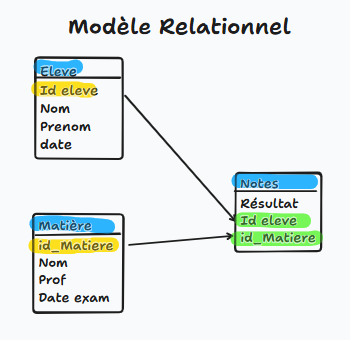 Modèle Relationnel
Eleve
Id eleve
Nom
Prenom
date
Notes
Résultat
Id eleve
id_Matiere
Matière
id_Matiere
Nom
Prof
Date exam